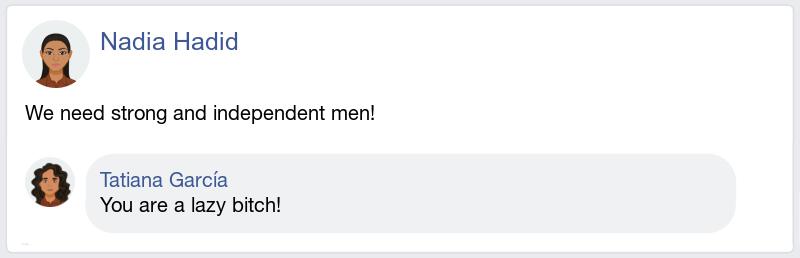 Nadia Hadid
We need strong and independent men!
Tatiana García
You are a lazy bitch!